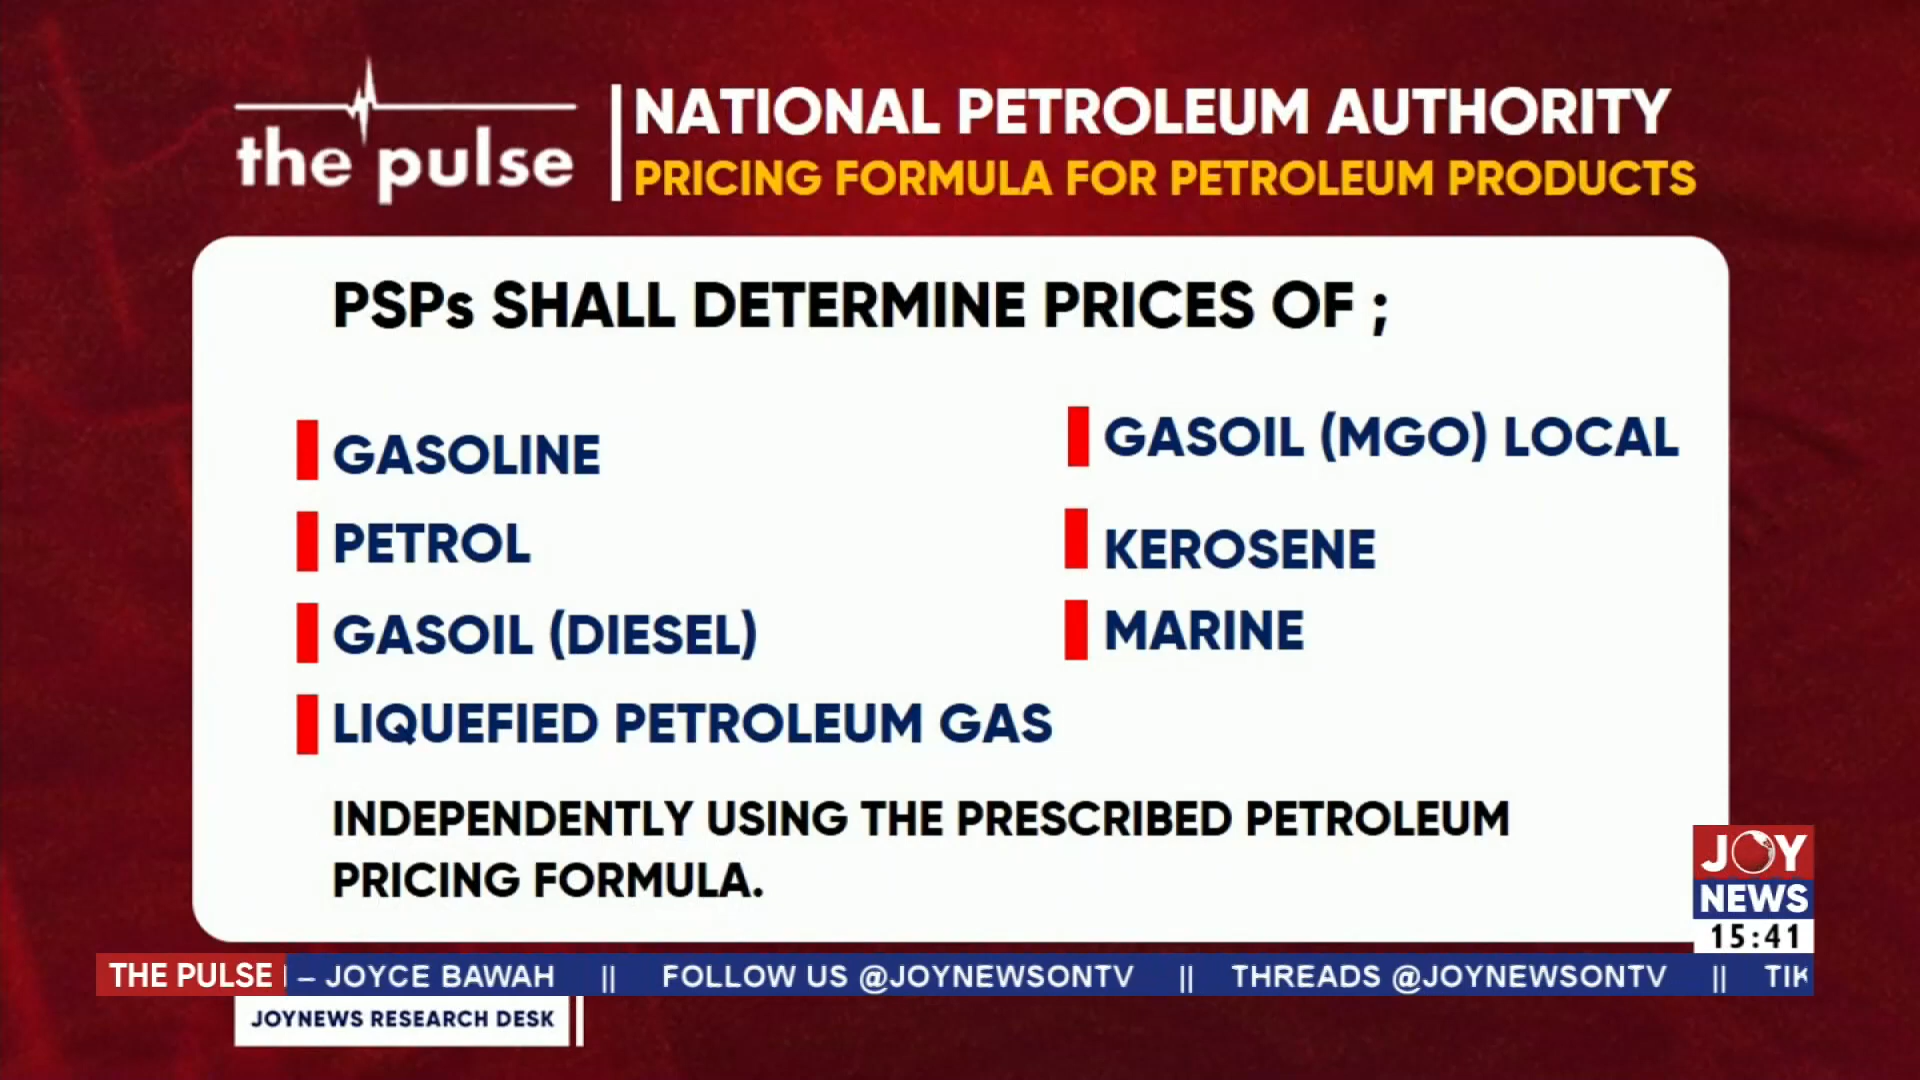 the pulse
NATIONAL PETROLEUM AUTHORITY
PRICING FORMULA FOR PETROLEUM PRODUCTS
PSPs SHALL DETERMINE PRICES OF ;
GASOLINE
PETROL
GASOIL (DIESEL)
LIQUEFIED PETROLEUM GAS
GASOIL (MGO) LOCAL
KEROSENE
MARINE
INDEPENDENTLY USING THE PRESCRIBED PETROLEUM
PRICING FORMULA.
JOY
NEWS
15:41
THE PULSE – JOYCE BAWAH || FOLLOW US @JOYNEWSONTV || THREADS @JOYNEWSONTV || TIK
JOYNEWS RESEARCH DESK